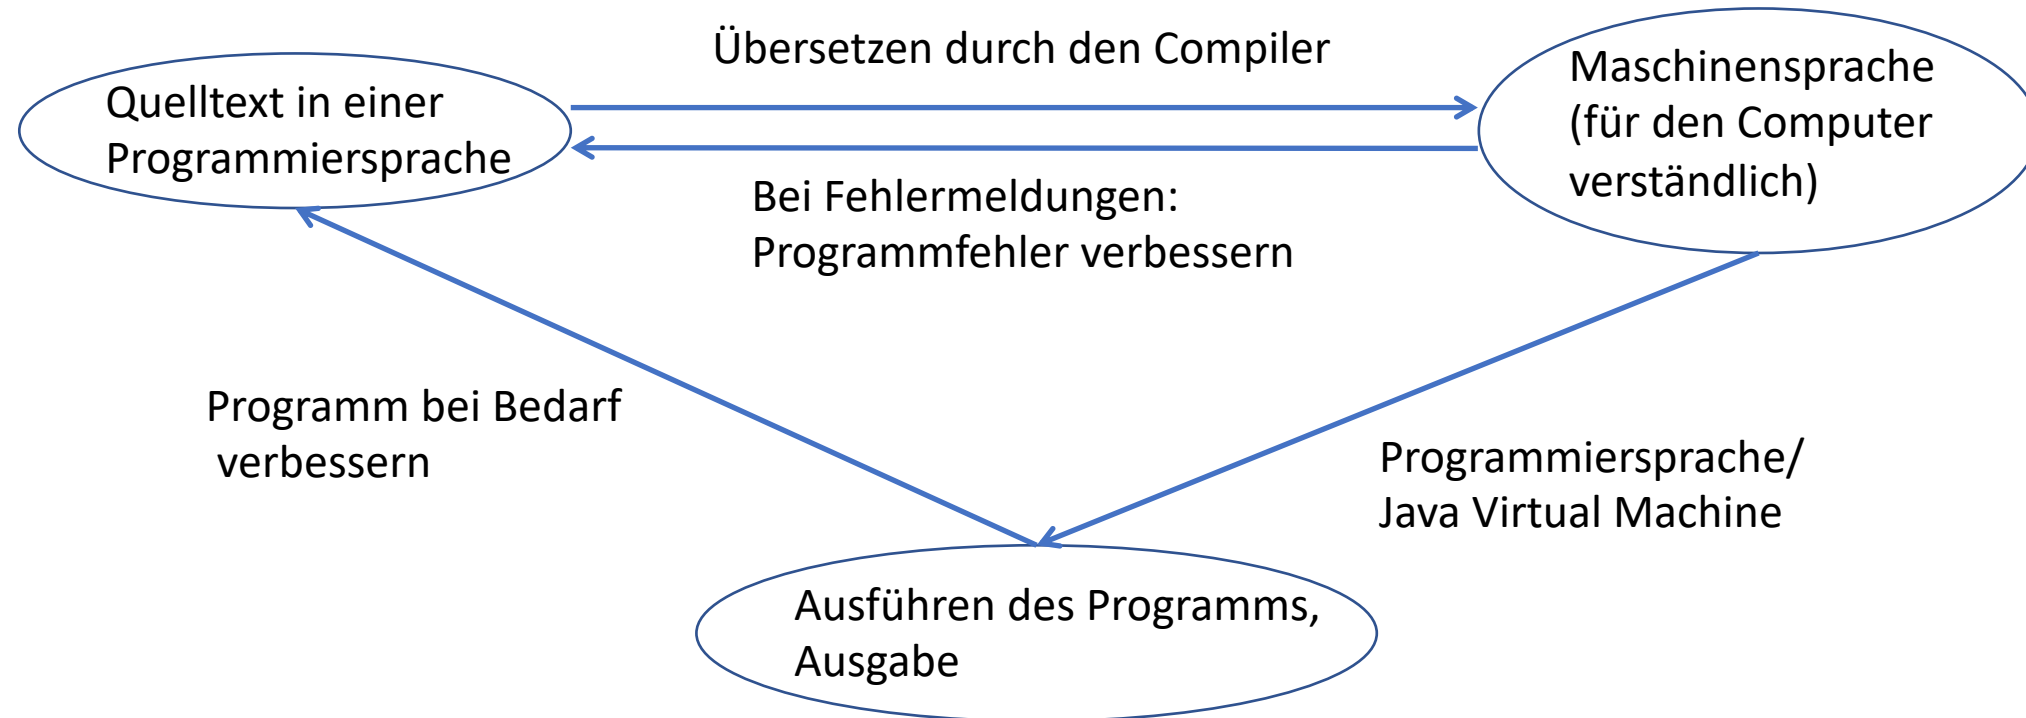 Übersetzen durch den Compiler
Quelltext in einer
Programmiersprache
Maschinensprache
(für den Computer
verständlich)
Bei Fehlermeldungen:
Programmfehler verbessern
Programm bei Bedarf
verbessern
Programmiersprache/
Java Virtual Machine
Ausführen des Programms,
Ausgabe